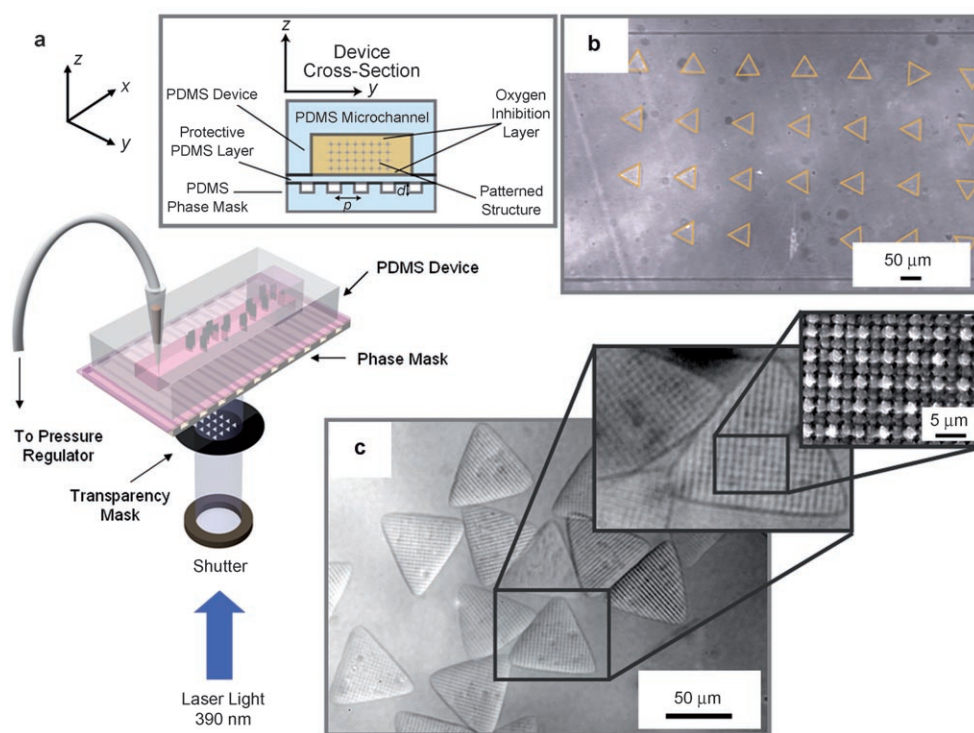 a
z
x
y
z
Device
Cross-Section
y
PDMS Device
PDMS Microchannel
Oxygen
Inhibition
Layer
Protective
PDMS Layer
PDMS
Phase Mask
p
d
Patterned
Structure
b
50 μm
PDMS Device
Phase Mask
To Pressure
Regulator
Transparency
Mask
Shutter
Laser Light
390 nm
c
5 μm
50 μm